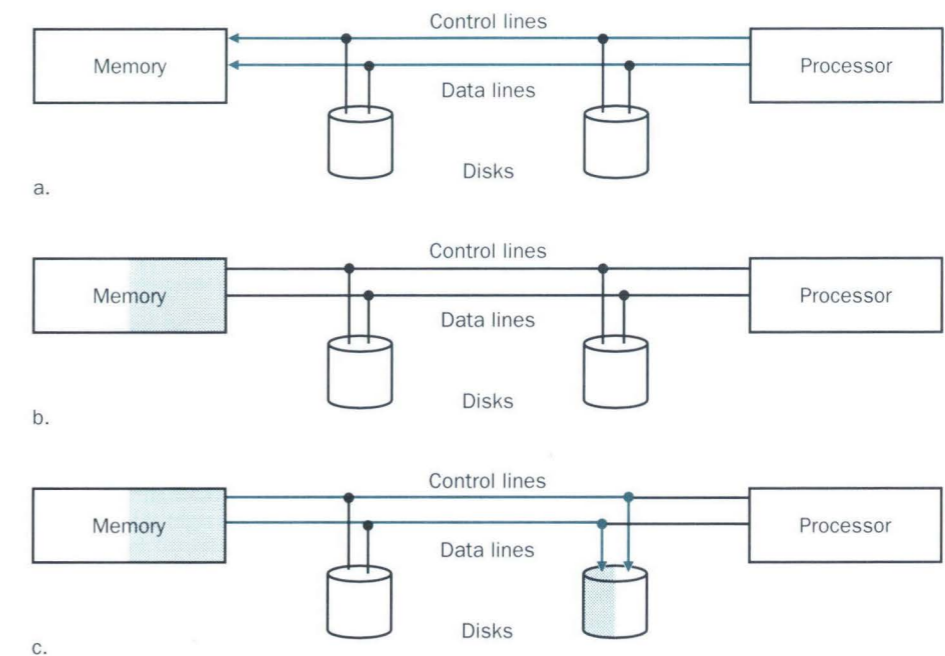 Control lines
Memory
Processor
Data lines
Disks
a.
Control lines
Memory
Processor
Data lines
Disks
b.
Control lines
Memory
Processor
Data lines
Disks
c.